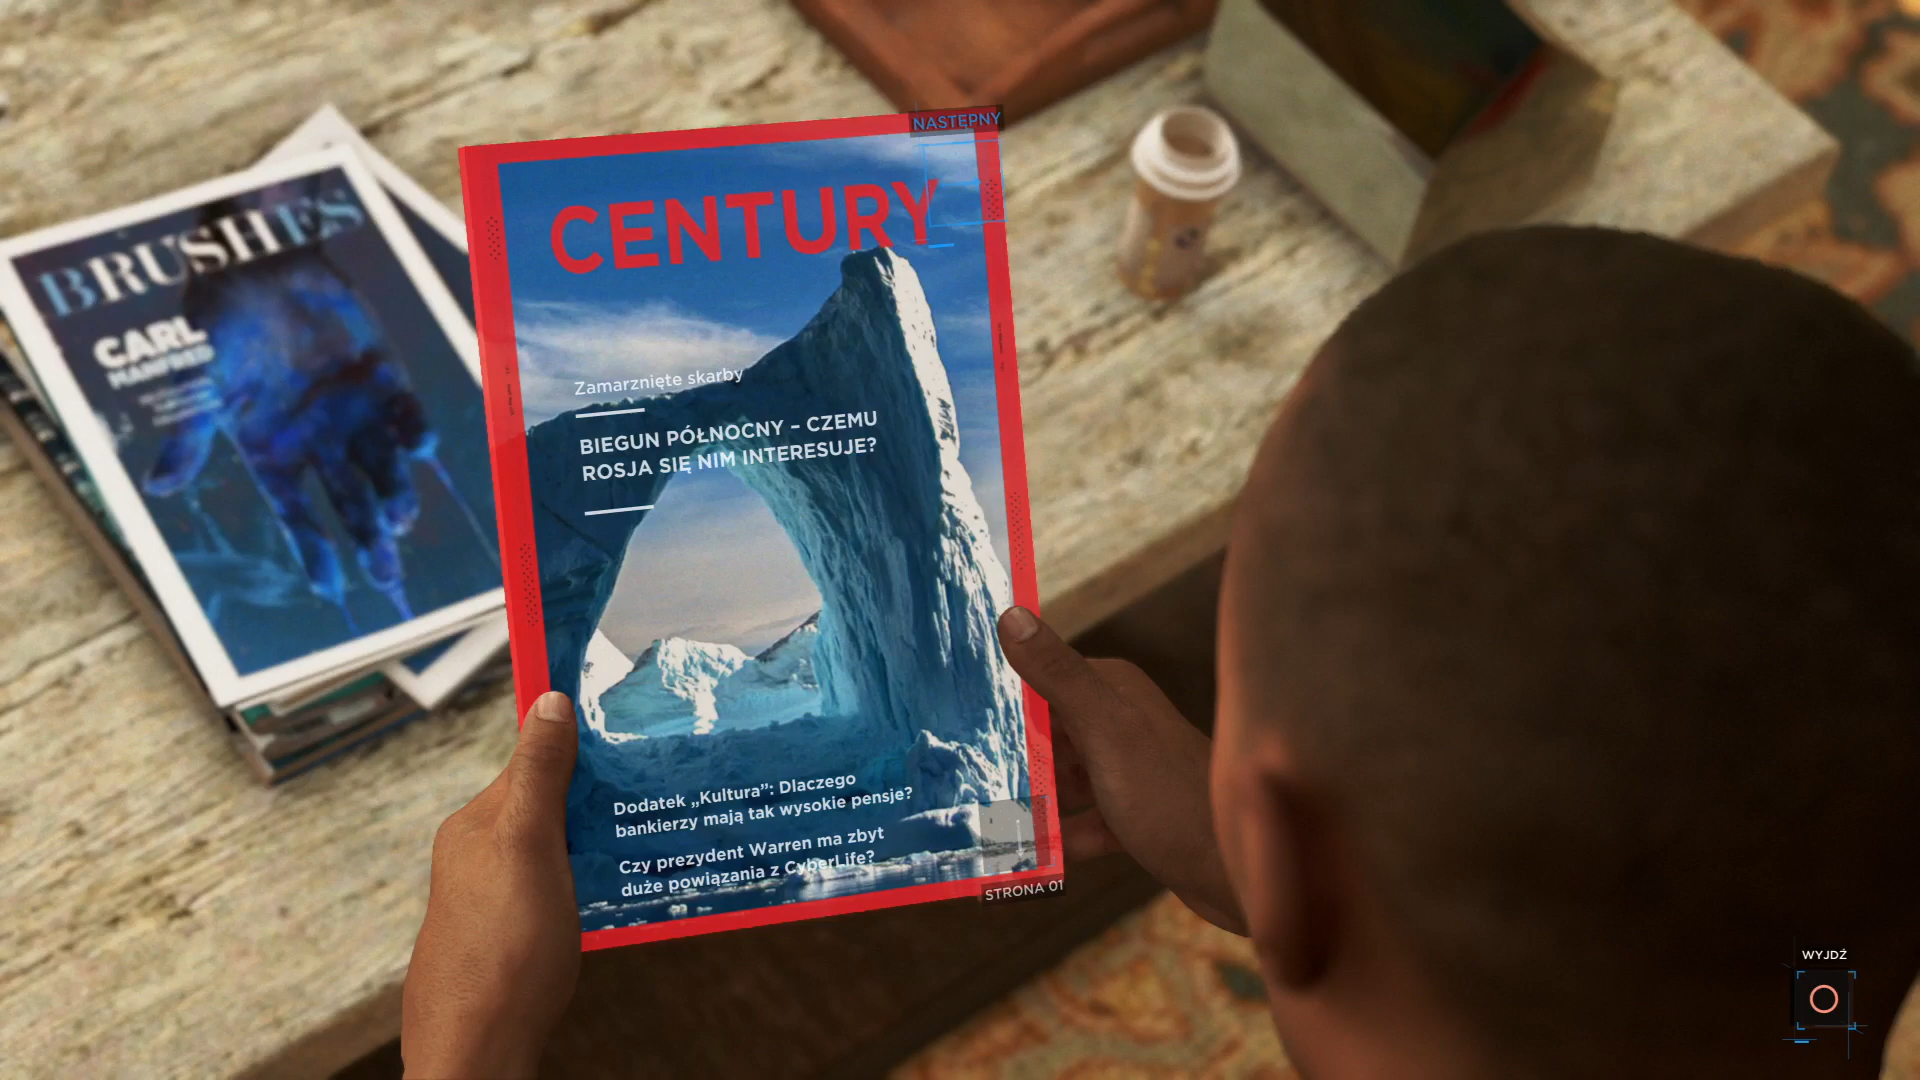 BRUSHES
CARL
MANFRED
NASTĘPNY
CENTURY
Zamarznięte skarby
BIEGUN PÓŁNOCNY – CZEMU
ROSJA SIĘ NIM INTERESUJE?
Dodatek „Kultura”: Dlaczego
bankierzy mają tak wysokie pensje?
Czy prezydent Warren ma zbyt
duże powiązania z CyberLife?
STRONA 01
WYJDŹ